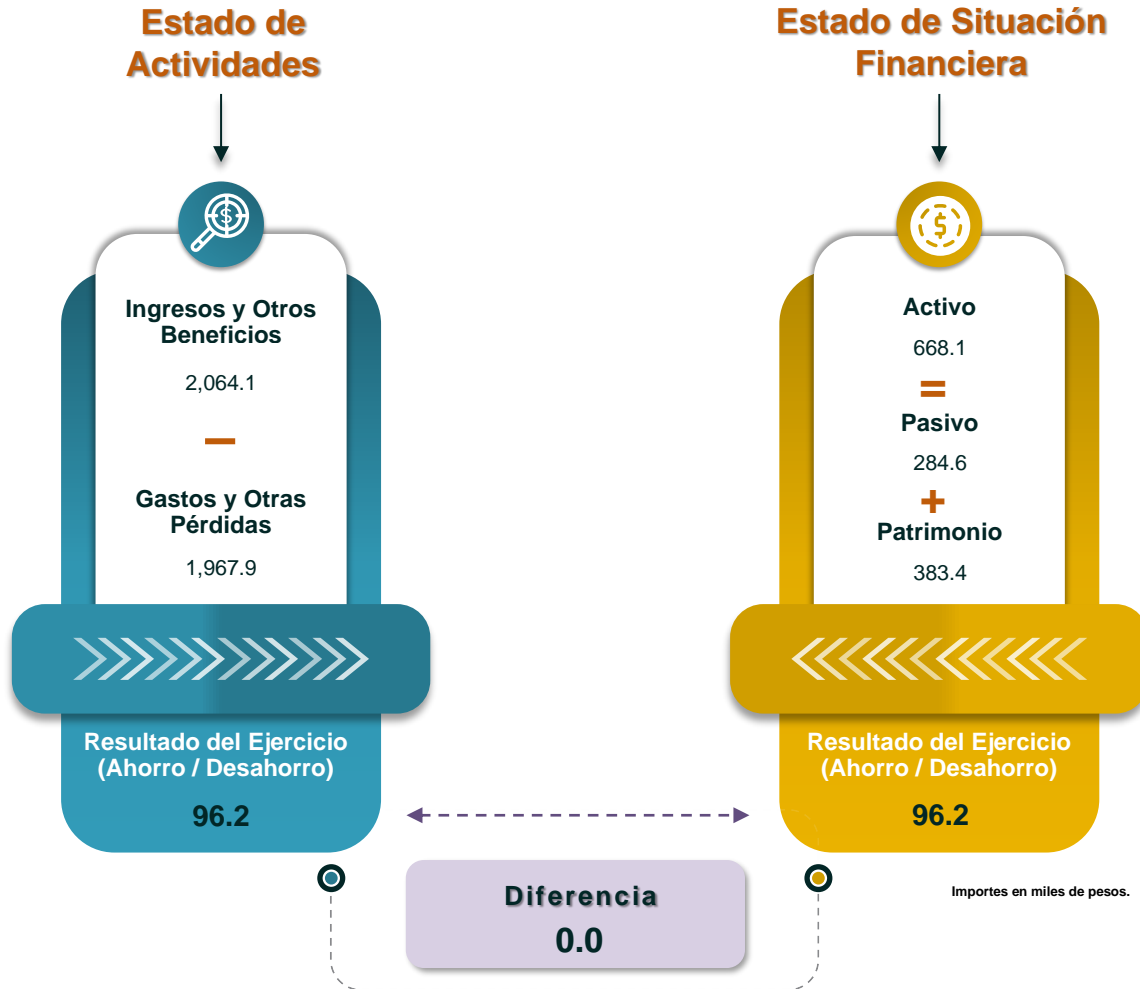 Estado de
Actividades
$
Ingresos y Otros
Beneficios
2,064.1
–
Gastos y Otras
Pérdidas
1,967.9
Resultado del Ejercicio
(Ahorro / Desahorro)
96.2
Estado de Situación
Financiera
$
Activo
668.1
=
Pasivo
284.6
+
Patrimonio
383.4
Resultado del Ejercicio
(Ahorro / Desahorro)
96.2
Diferencia
0.0
Importes en miles de pesos.